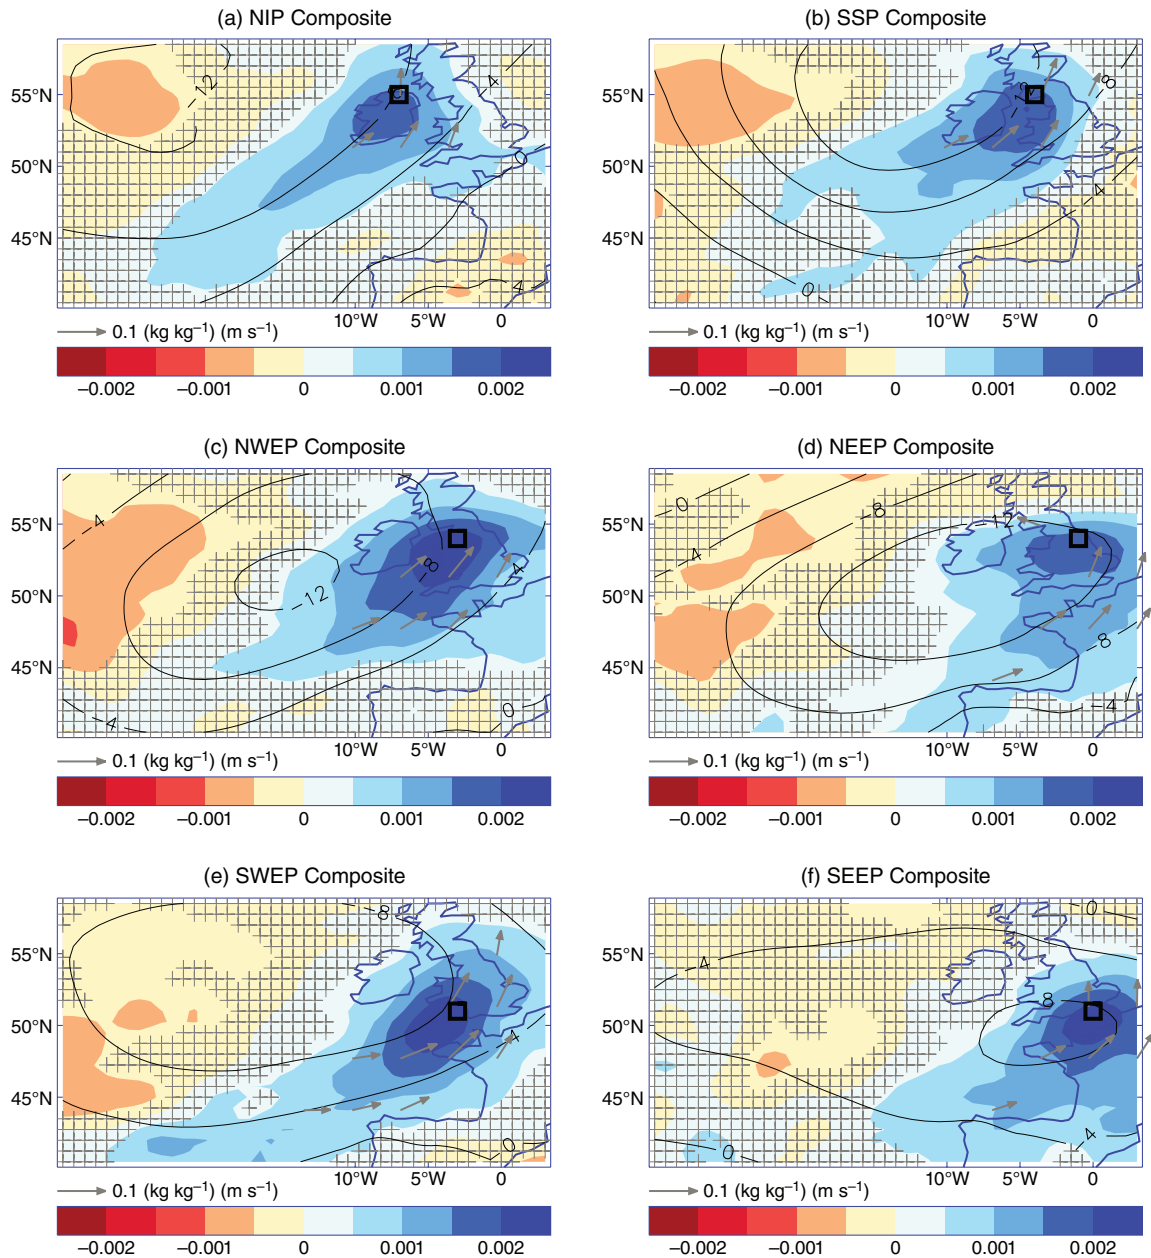 (a) NIP Composite
(b) SSP Composite
−12
−4
0
4
55°N
50°N
45°N
10°W 5°W 0
−8
−4
0
55°N
50°N
45°N
10°W 5°W 0
0.1 (kg kg⁻¹) (m s⁻¹)
0.1 (kg kg⁻¹) (m s⁻¹)
−0.002 −0.001 0 0.001 0.002
−0.002 −0.001 0 0.001 0.002
(c) NWEP Composite
(d) NEEP Composite
−4
−8
−12
−4
−4
0
55°N
50°N
45°N
10°W 5°W 0
0
−4
−8
−12
−8
−4
55°N
50°N
45°N
10°W 5°W 0
0.1 (kg kg⁻¹) (m s⁻¹)
0.1 (kg kg⁻¹) (m s⁻¹)
−0.002 −0.001 0 0.001 0.002
−0.002 −0.001 0 0.001 0.002
(e) SWEP Composite
(f) SEEP Composite
−8
−4
0
55°N
50°N
45°N
10°W 5°W 0
0
−4
−8
−4
0
55°N
50°N
45°N
10°W 5°W 0
0.1 (kg kg⁻¹) (m s⁻¹)
0.1 (kg kg⁻¹) (m s⁻¹)
−0.002 −0.001 0 0.001 0.002
−0.002 −0.001 0 0.001 0.002